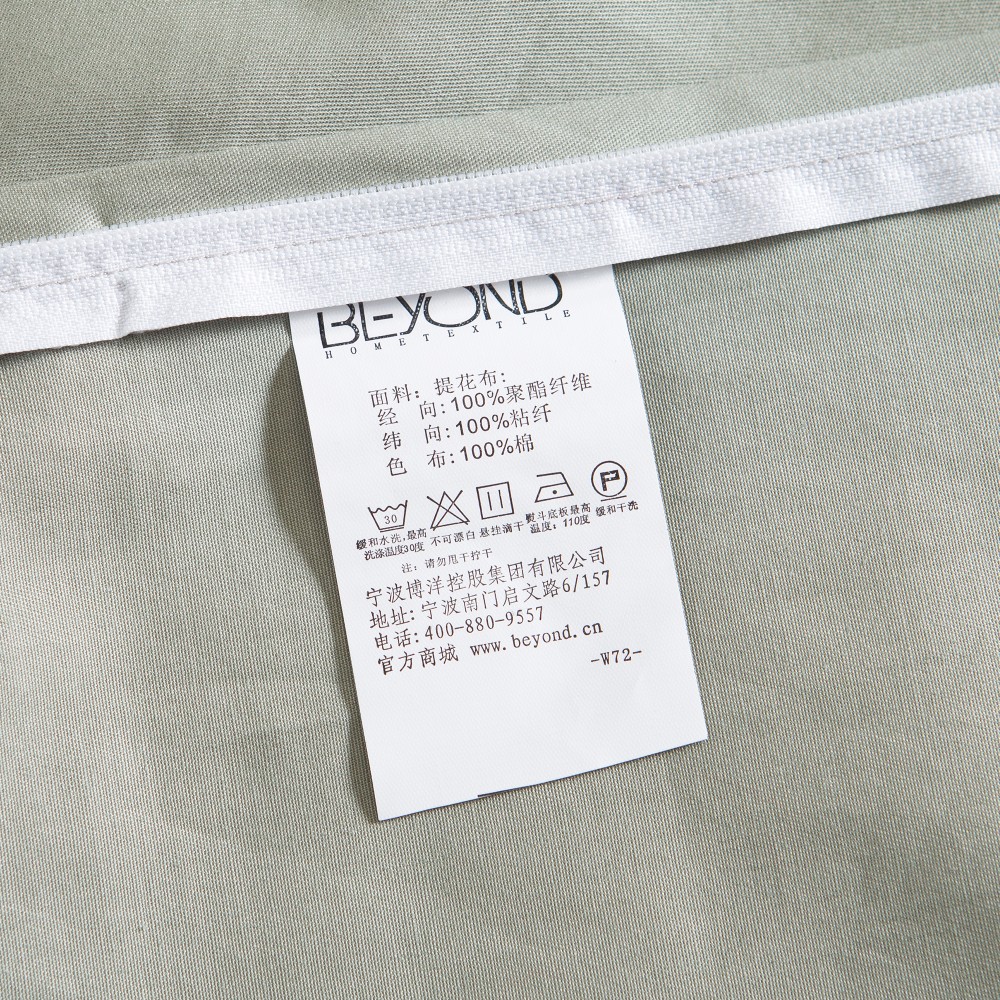 BEYOND
HOMETEXTILE
面料：提花布：
经 向：100%聚酯纤维
纬 向：100%粘纤
色 布：100%棉
30
P
缓和水洗，最高
洗涤温度30度
不可漂白
悬挂滴干
熨斗底板最高
温度：110度
缓和干洗
注：请勿甩干拧干
宁波博洋控股集团有限公司
地址：宁波南门启文路6/157
电话：400-880-9557
官方商城 www.beyond.cn
-W72-